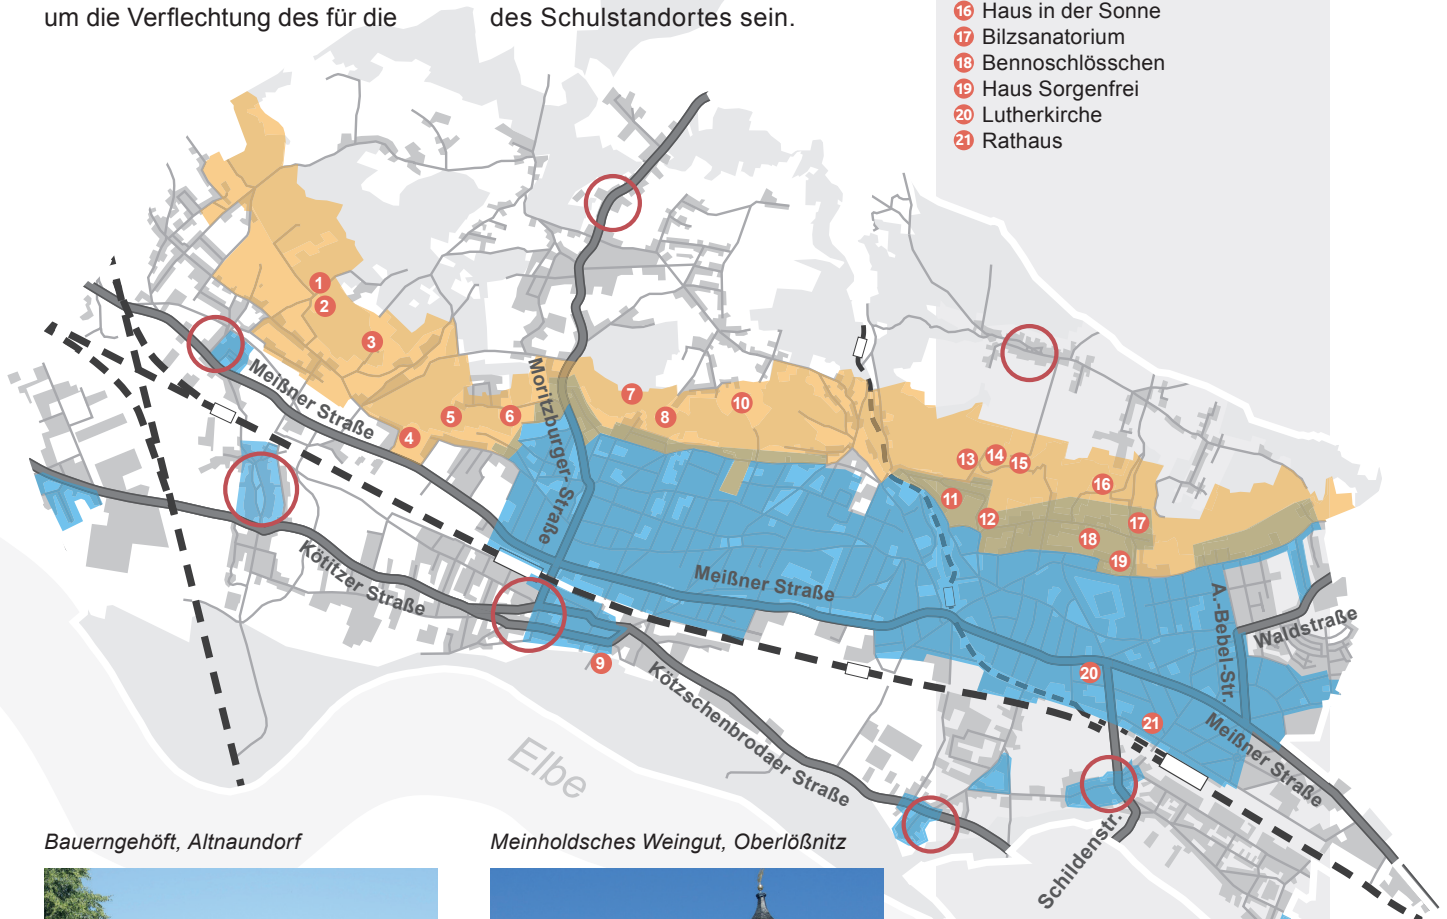 um die Verflechtung des für die
des Schulstandortes sein.
16 Haus in der Sonne
17 Bilzsanatorium
18 Bennoschlösschen
19 Haus Sorgenfrei
20 Lutherkirche
21 Rathaus
1
2
3
4
5
6
7
8
9
10
11
12
13
14
15
16
17
18
19
20
21
Meißner Straße
Moritzburger-Straße
Meißner Straße
Kötitzer Straße
A.-Bebel-Str.
Waldstraße
Kötzschenbrodaer Straße
Meißner Straße
Elbe
Schildenstr.
Bauerngehöft, Altnaundorf
Meinholdsches Weingut, Oberlößnitz